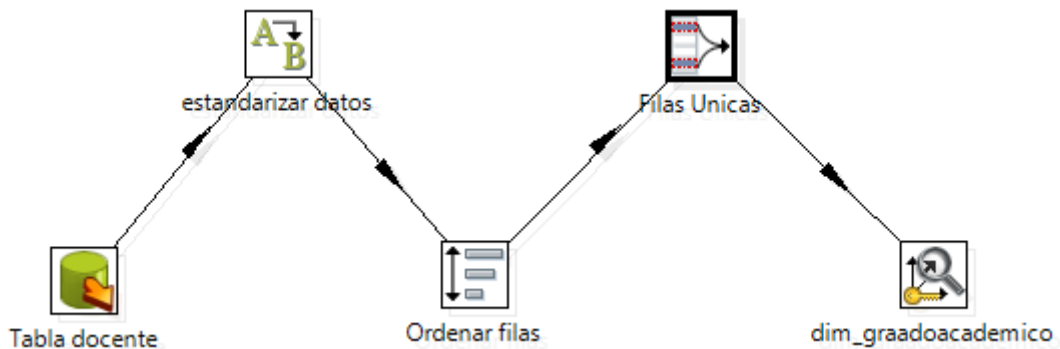 A
B
estandarizar datos
Filas Unicas
Tabla docente
Ordenar filas
dim_graadoacademico